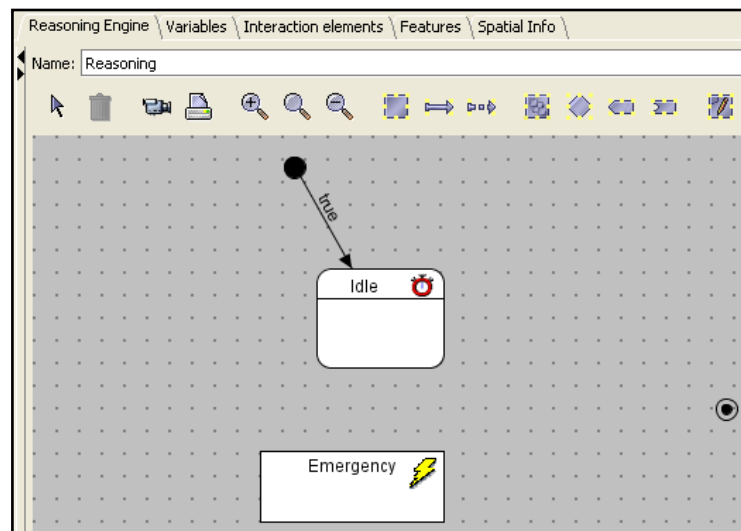 Reasoning Engine Variables Interaction elements Features Spatial Info
Name: Reasoning
true
Idle
Emergency